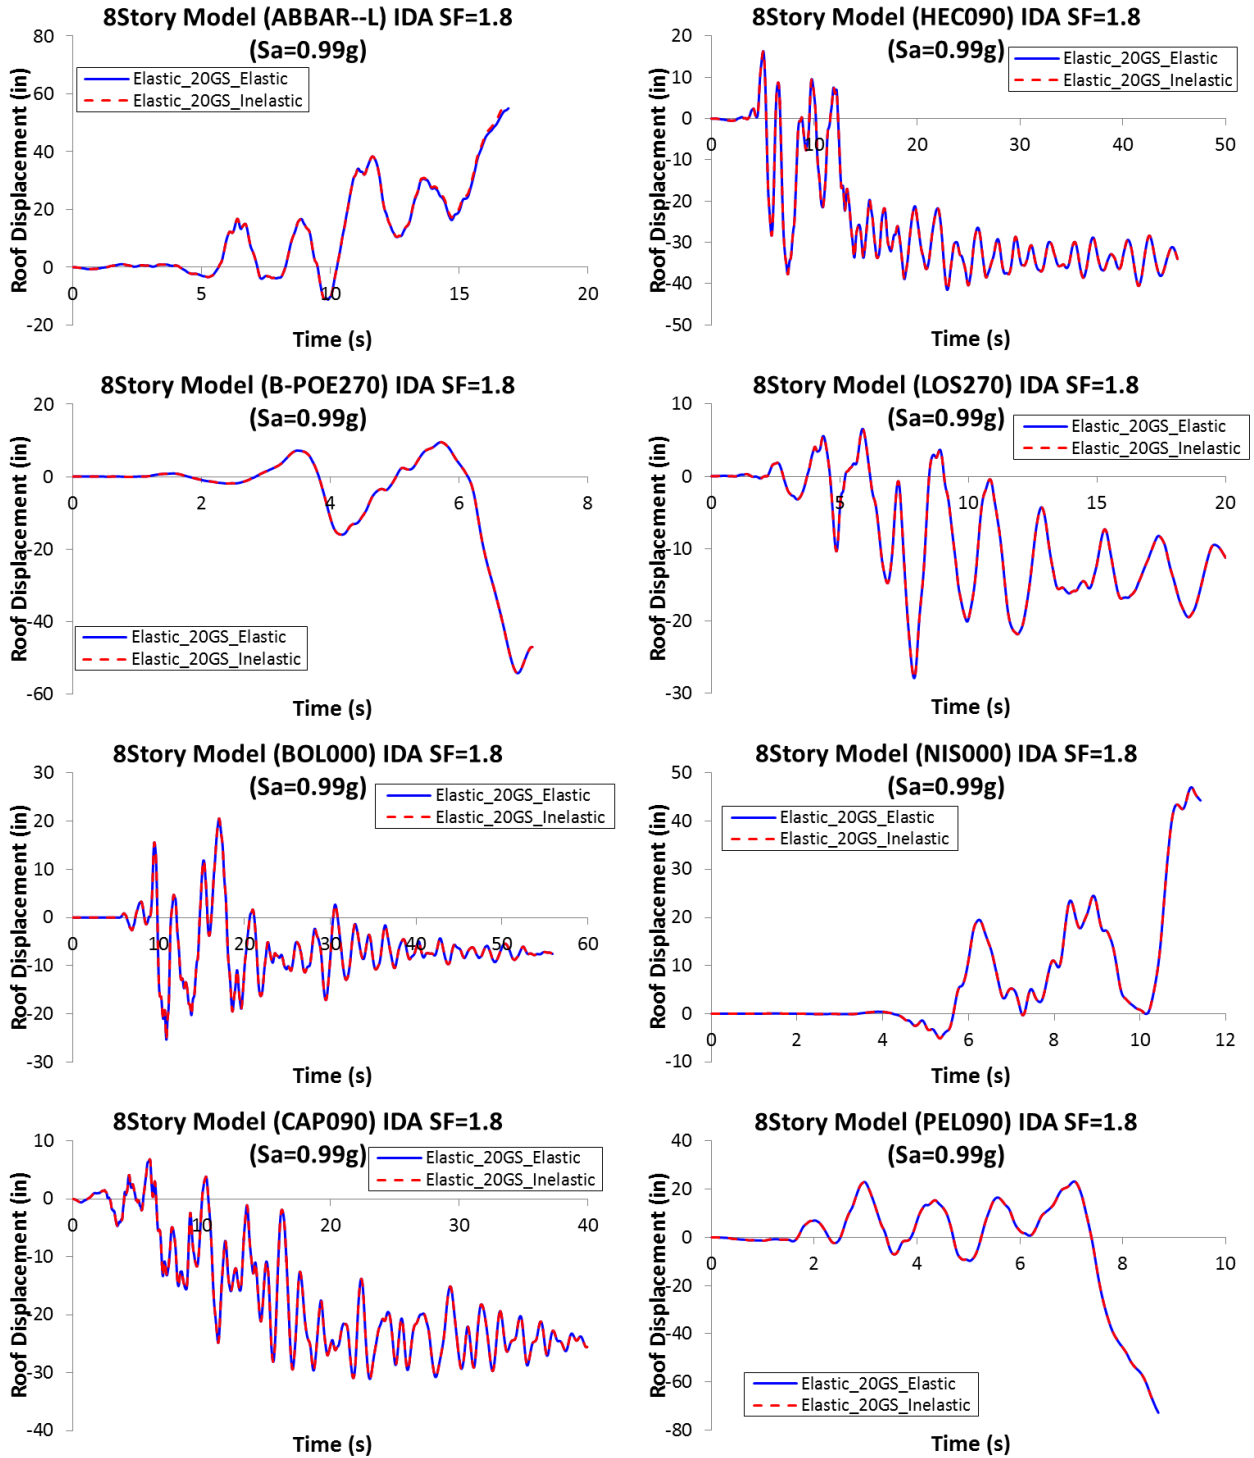 8Story Model (ABBAR--L) IDA SF=1.8
(Sa=0.99g)
Elastic_20GS_Elastic
Elastic_20GS_Inelastic
Roof Displacement (in)
80
60
40
20
0
-20
0
5
10
15
20
Time (s)
8Story Model (HEC090) IDA SF=1.8
(Sa=0.99g)
Elastic_20GS_Elastic
Elastic_20GS_Inelastic
Roof Displacement (in)
20
10
0
-10
-20
-30
-40
-50
0
10
20
30
40
50
Time (s)
8Story Model (B-POE270) IDA SF=1.8
(Sa=0.99g)
Elastic_20GS_Elastic
Elastic_20GS_Inelastic
Roof Displacement (in)
20
0
-20
-40
-60
0
2
4
6
8
Time (s)
8Story Model (LOS270) IDA SF=1.8
(Sa=0.99g)
Elastic_20GS_Elastic
Elastic_20GS_Inelastic
Roof Displacement (in)
10
0
-10
-20
-30
0
5
10
15
20
Time (s)
8Story Model (BOL000) IDA SF=1.8
(Sa=0.99g)
Elastic_20GS_Elastic
Elastic_20GS_Inelastic
Roof Displacement (in)
30
20
10
0
-10
-20
-30
0
10
20
30
40
50
60
Time (s)
8Story Model (NIS000) IDA SF=1.8
(Sa=0.99g)
Elastic_20GS_Elastic
Elastic_20GS_Inelastic
Roof Displacement (in)
50
40
30
20
10
0
-10
0
2
4
6
8
10
12
Time (s)
8Story Model (CAP090) IDA SF=1.8
(Sa=0.99g)
Elastic_20GS_Elastic
Elastic_20GS_Inelastic
Roof Displacement (in)
10
0
-10
-20
-30
-40
0
10
20
30
40
Time (s)
8Story Model (PEL090) IDA SF=1.8
(Sa=0.99g)
Elastic_20GS_Elastic
Elastic_20GS_Inelastic
Roof Displacement (in)
40
20
0
-20
-40
-60
-80
0
2
4
6
8
10
Time (s)